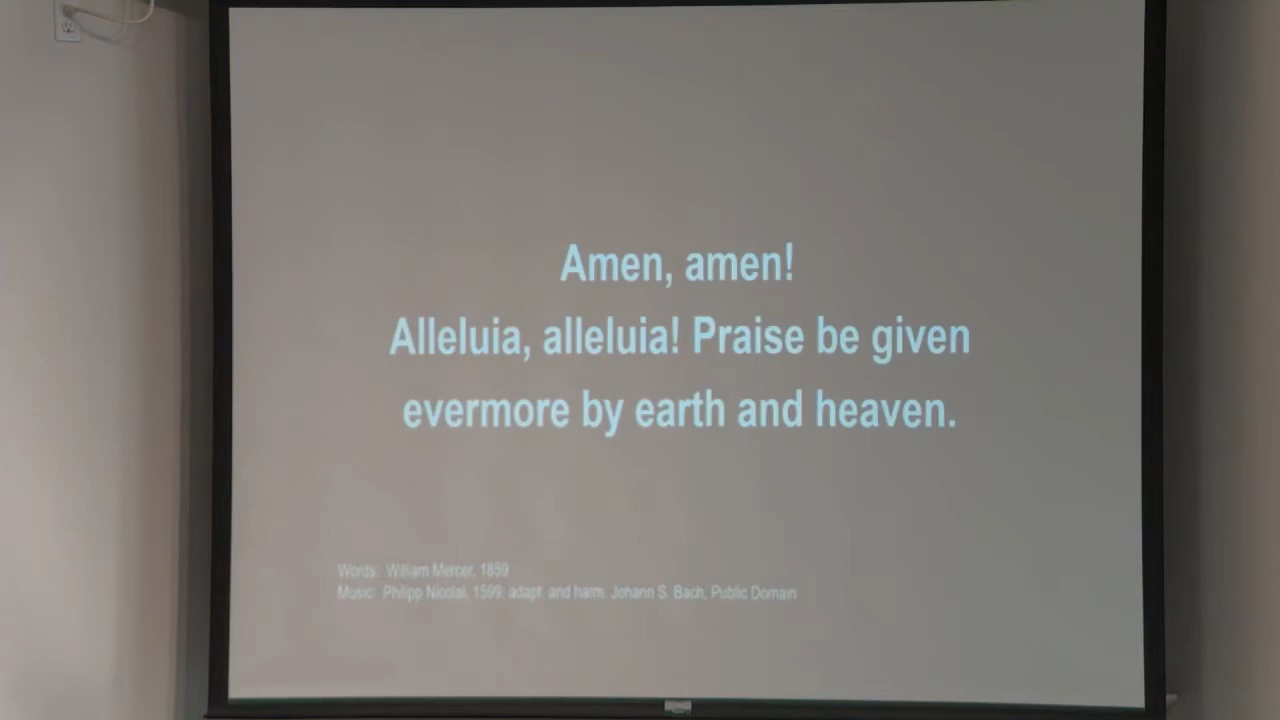 Amen, amen!
Alleluia, alleluia! Praise be given
evermore by earth and heaven.
Words: William Mercer, 1859
Music: Philipp Nicolai, 1599; adapt. and harm. Johann S. Bach, Public Domain